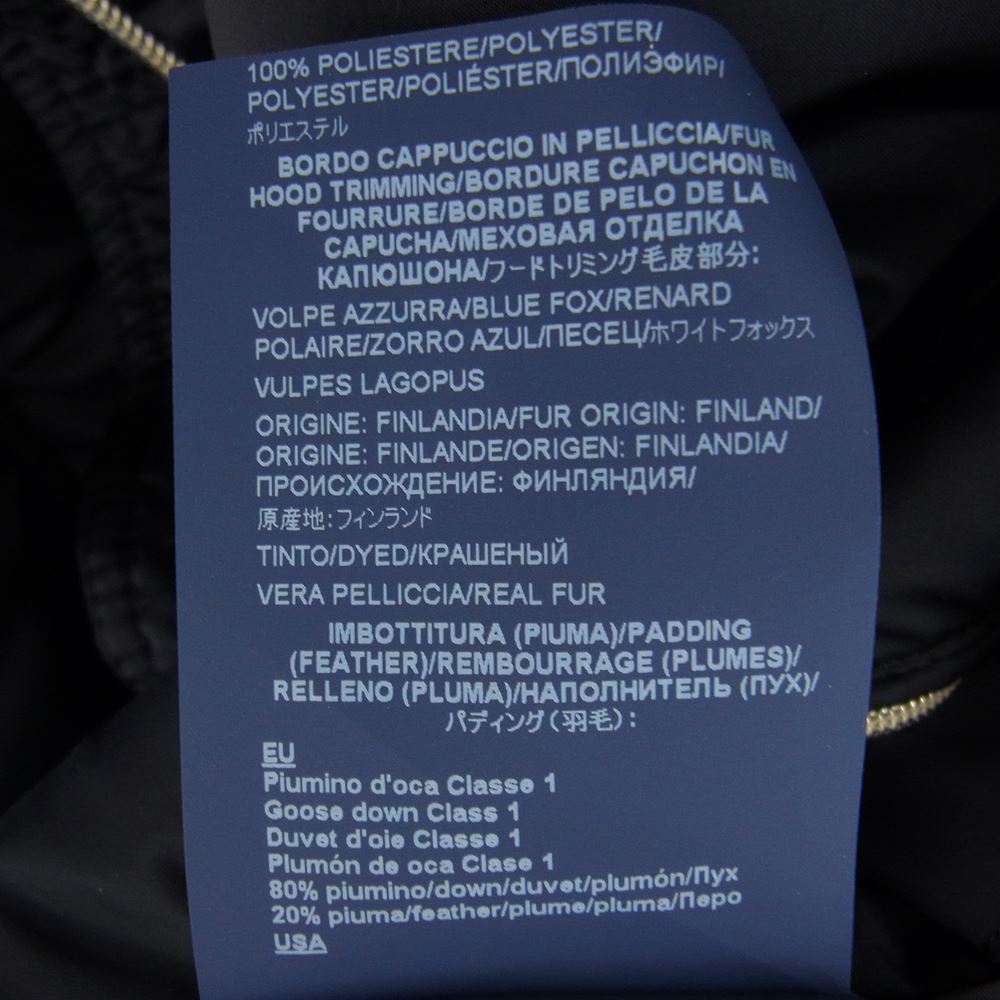 100% POLIESTERE/POLYESTER/
POLYESTER/POLIÉSTER/ПОЛИЭФИР/
ポリエステル
BORDO CAPPUCCIO IN PELLICCIA/FUR
HOOD TRIMMING/BORDURE CAPUCHON EN
FOURRURE/BORDE DE PELO DE LA
CAPUCHA/МЕХОВАЯ ОТДЕЛКА
КАПЮШОНА/フードトリミング毛皮部分:
VOLPE AZZURRA/BLUE FOX/RENARD
POLAIRE/ZORRO AZUL/ПЕСЕЦ/ホワイトフォックス
VULPES LAGOPUS
ORIGINE: FINLANDIA/FUR ORIGIN: FINLAND/
ORIGINE: FINLANDE/ORIGEN: FINLANDIA/
ПРОИСХОЖДЕНИЕ: ФИНЛЯНДИЯ/
原産地:フィンランド
TINTO/DYED/КРАШЕНЫЙ
VERA PELLICCIA/REAL FUR
IMBOTTITURA (PIUMA)/PADDING
(FEATHER)/REMBOURRAGE (PLUMES)/
RELLENO (PLUMA)/НАПОЛНИТЕЛЬ (ПУХ)/
パディング(羽毛):
EU
Piumino d'oca Classe 1
Goose down Class 1
Duvet d'oie Classe 1
Plumón de oca Clase 1
80% piumino/down/duvet/plumón/Пух
20% piuma/feather/plume/pluma/Перо
USA